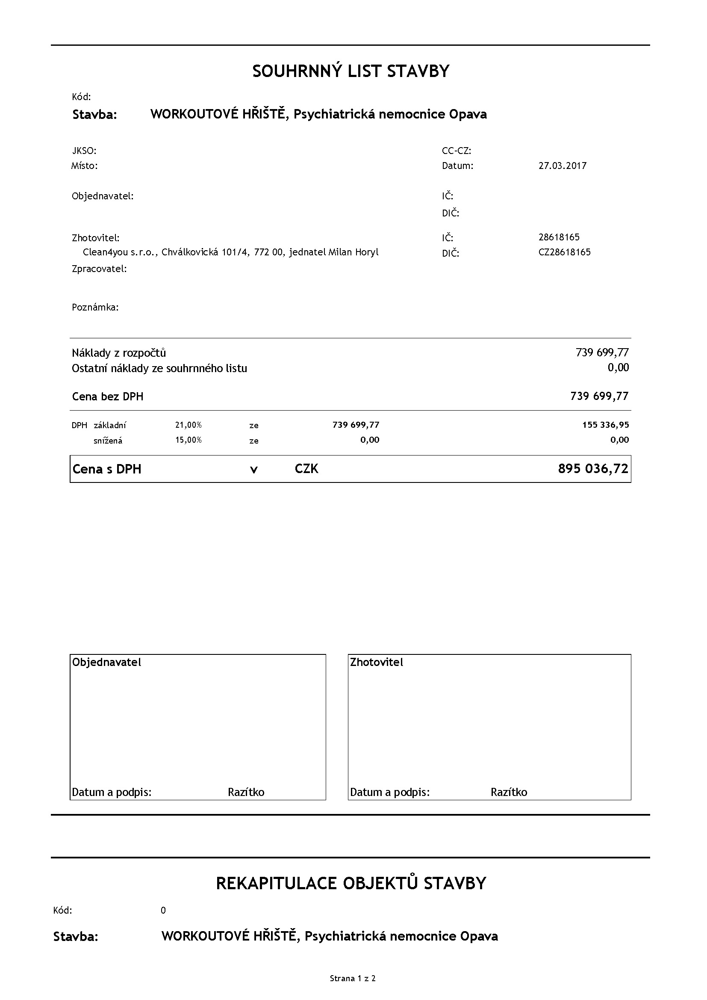 SOUHRNNÝ LIST STAVBY
Kód:
Stavba: WORKOUTOVÉ HŘIŠTĚ, Psychiatrická nemocnice Opava
JKSO: CC-CZ:
Místo: Datum: 27.03.2017
Objednavatel: IČ:
DIČ:
Zhotovitel: IČ: 28618165
Clean4you s.r.o., Chválkovická 101/4, 772 00, jednatel Milan Horyl DIČ: CZ28618165
Zpracovatel:
Poznámka:
Náklady z rozpočtů 739 699,77
Ostatní náklady ze souhrnného listu 0,00
Cena bez DPH 739 699,77
DPH základní 21,00% ze 739 699,77 155 336,95
snížená 15,00% ze 0,00 0,00
Cena s DPH v CZK 895 036,72
Objednavatel Zhotovitel
Datum a podpis: Razítko Datum a podpis: Razítko
REKAPITULACE OBJEKTŮ STAVBY
Kód: 0
Stavba: WORKOUTOVÉ HŘIŠTĚ, Psychiatrická nemocnice Opava
Strana 1 z 2